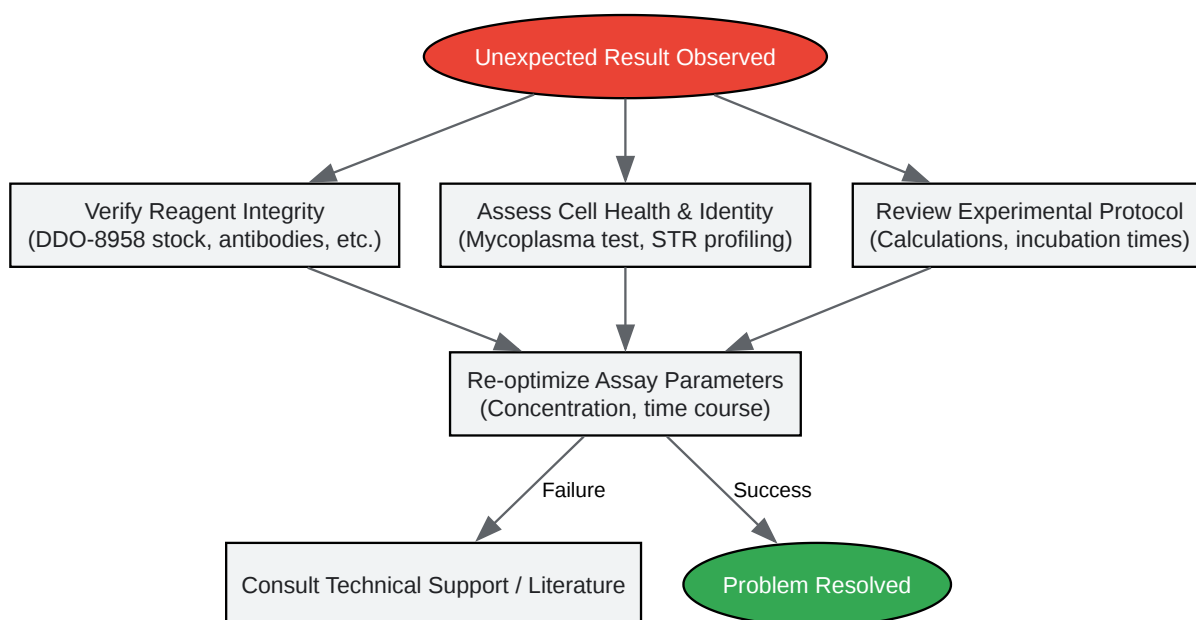 Unexpected Result Observed
Verify Reagent Integrity
(DDO-8958 stock, antibodies, etc.)
Assess Cell Health & Identity
(Mycoplasma test, STR profiling)
Review Experimental Protocol
(Calculations, incubation times)
Re-optimize Assay Parameters
(Concentration, time course)
Failure
Success
Consult Technical Support / Literature
Problem Resolved